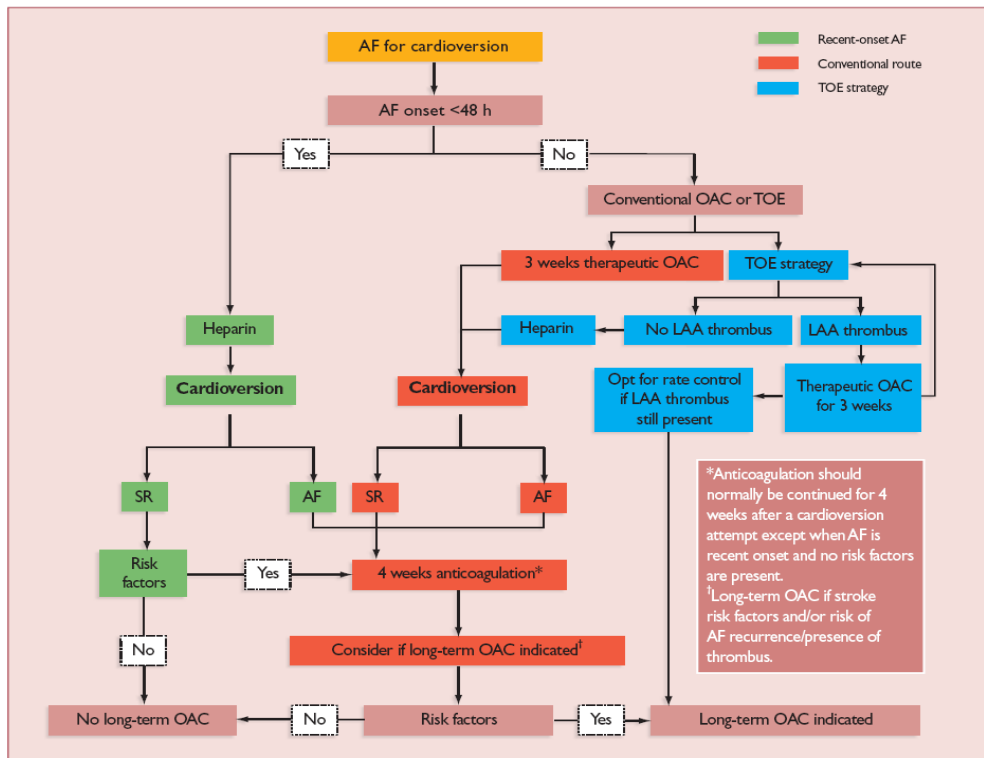 AF for cardioversion
Recent-onset AF
Conventional route
TOE strategy
AF onset <48 h
Yes
No
Conventional OAC or TOE
3 weeks therapeutic OAC
TOE strategy
Heparin
Heparin
No LAA thrombus
LAA thrombus
Cardioversion
Cardioversion
Opt for rate control
if LAA thrombus
still present
Therapeutic OAC
for 3 weeks
SR
AF
SR
AF
*Anticoagulation should
normally be continued for 4
weeks after a cardioversion
attempt except when AF is
recent onset and no risk factors
are present.
†Long-term OAC if stroke
risk factors and/or risk of
AF recurrence/presence of
thrombus.
Risk
factors
Yes
4 weeks anticoagulation*
No
Consider if long-term OAC indicated†
No long-term OAC
No
Risk factors
Yes
Long-term OAC indicated